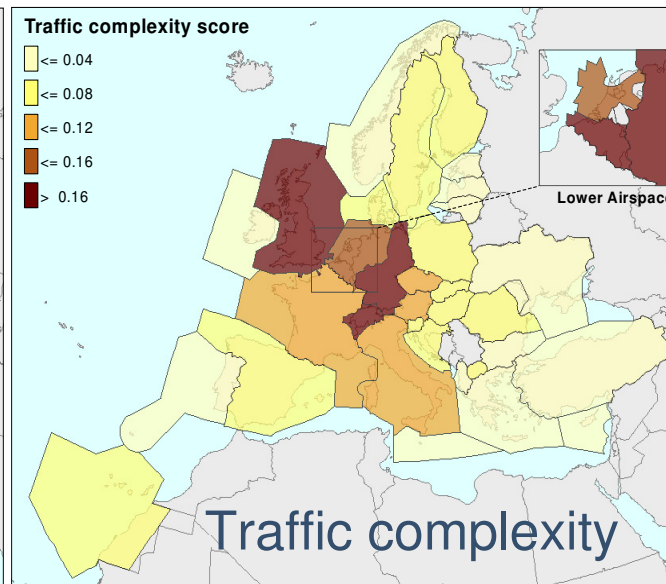 Traffic complexity score
<= 0.04
<= 0.08
<= 0.12
<= 0.16
> 0.16
Lower Airspace
Traffic complexity